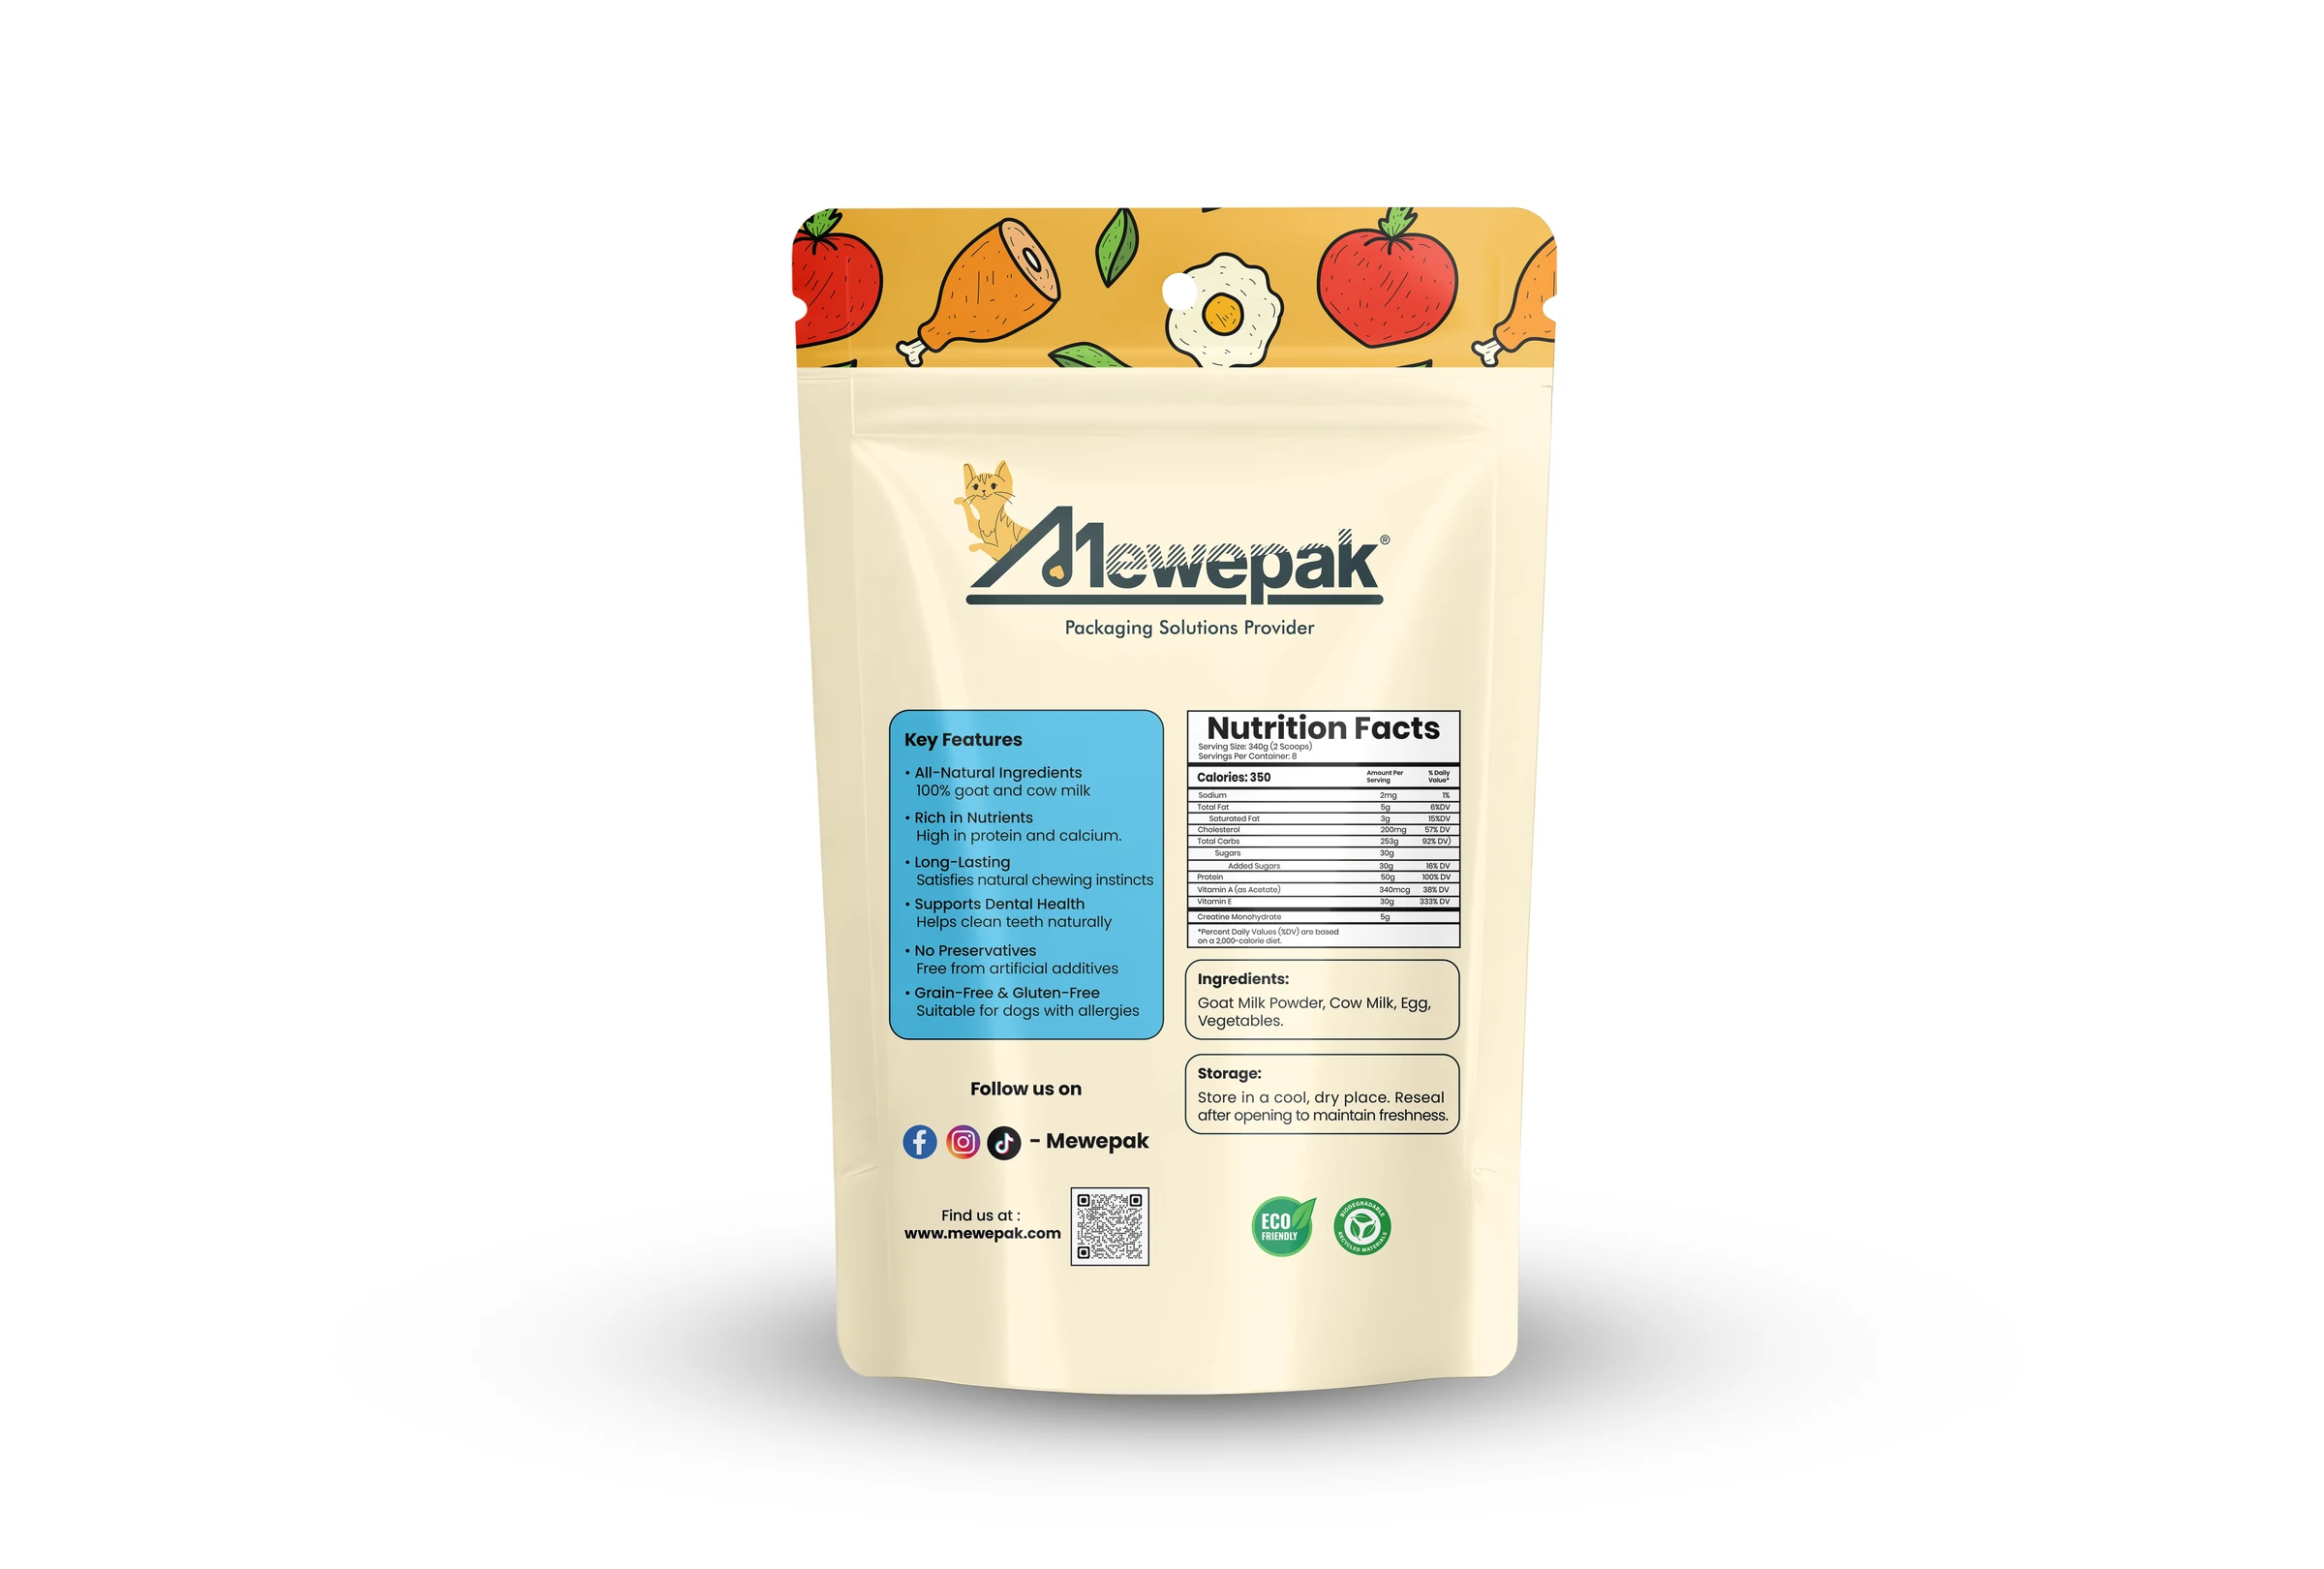 Mewepak®
Packaging Solutions Provider
Key Features
• All-Natural Ingredients
100% goat and cow milk
• Rich in Nutrients
High in protein and calcium.
• Long-Lasting
Satisfies natural chewing instincts
• Supports Dental Health
Helps clean teeth naturally
• No Preservatives
Free from artificial additives
• Grain-Free & Gluten-Free
Suitable for dogs with allergies
Follow us on
- Mewepak
Find us at :
www.mewepak.com
Nutrition Facts
Serving Size: 340g (2 Scoops)
Servings Per Container: 8
Calories: 350 Amount Per Serving % Daily Value*
Sodium 2mg 1%
Total Fat 5g 6%DV
Saturated Fat 3g 15%DV
Cholesterol 200mg 57% DV
Total Carbs 253g 92% DV)
Sugars 30g
Added Sugars 30g 16% DV
Protein 50g 100% DV
Vitamin A (as Acetate) 340mcg 38% DV
Vitamin E 30g 333% DV
Creatine Monohydrate 5g
*Percent Daily Values (%DV) are based
on a 2,000-calorie diet.
Ingredients:
Goat Milk Powder, Cow Milk, Egg,
Vegetables.
Storage:
Store in a cool, dry place. Reseal
after opening to maintain freshness.
ECO
FRIENDLY
BIODEGRADABLE
RECYCLED MATERIALS